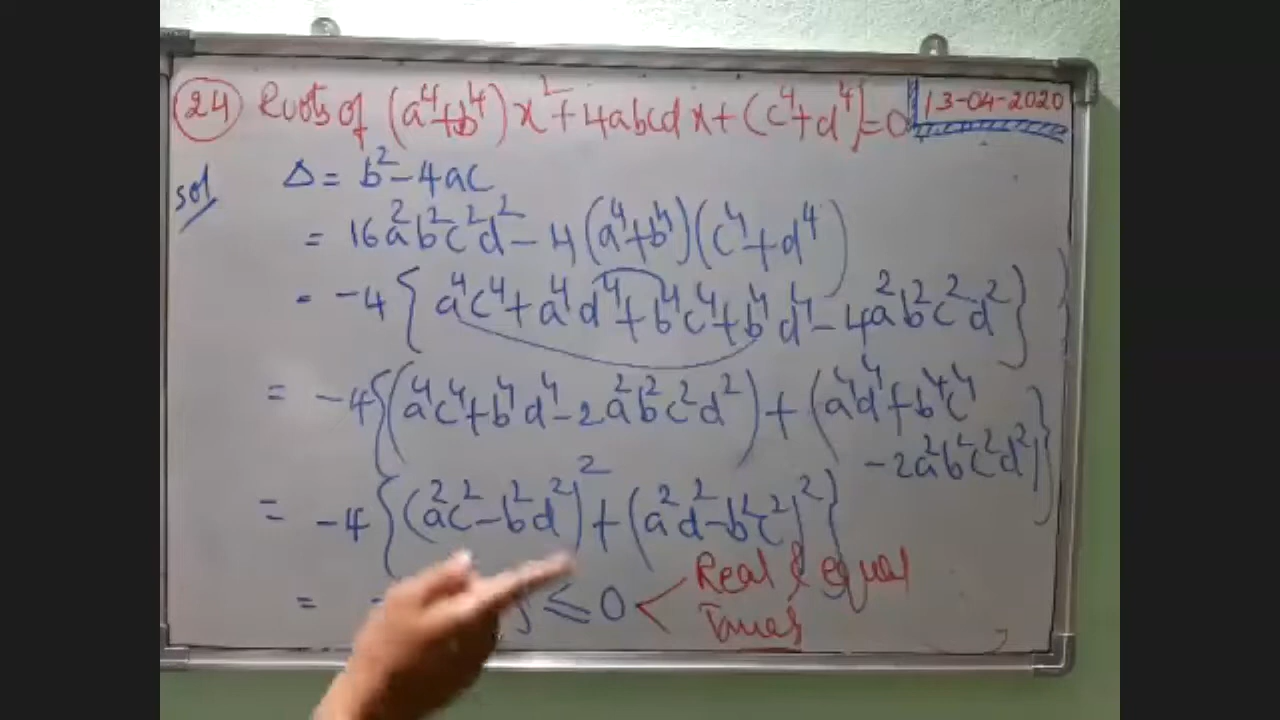 (24) Roots of (a⁴+b⁴)x²+4abcdx+(c⁴+d⁴)=0
13-04-2020
sol
Δ = b²-4ac
= 16a²b²c²d² - 4(a⁴+b⁴)(c⁴+d⁴)
= -4{a⁴c⁴+a⁴d⁴+b⁴c⁴+b⁴d⁴-4a²b²c²d²}
= -4{(a⁴c⁴+b⁴d⁴-2a²b²c²d²)+(a⁴d⁴+b⁴c⁴
-2a²b²c²d²)}
= -4{(a²c²-b²d²)²+(a²d²-b²c²)²}
= ≤ 0 < Real & equal